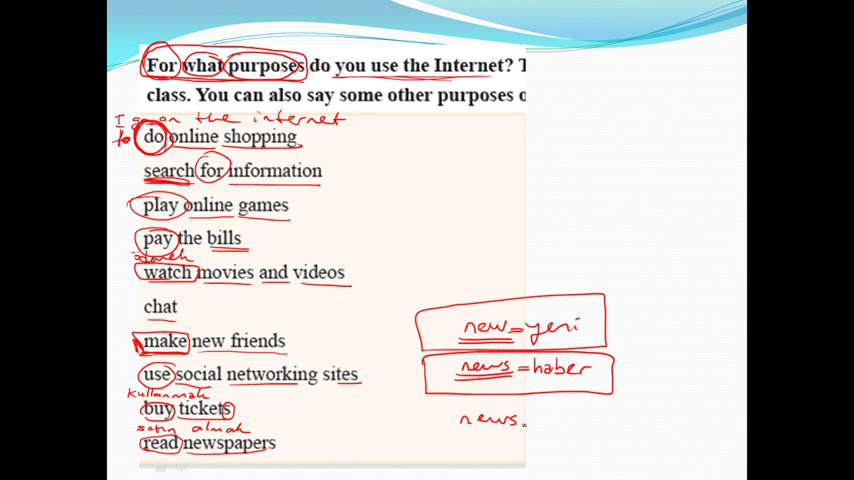 For what purposes do you use the Internet? T
class. You can also say some other purposes o
I go on the internet
to do online shopping
search for information
play online games
pay the bills
ödemek
watch movies and videos
chat
new = yeni
make new friends
news = haber
use social networking sites
kullanmak
buy tickets
news
satın almak
read newspapers